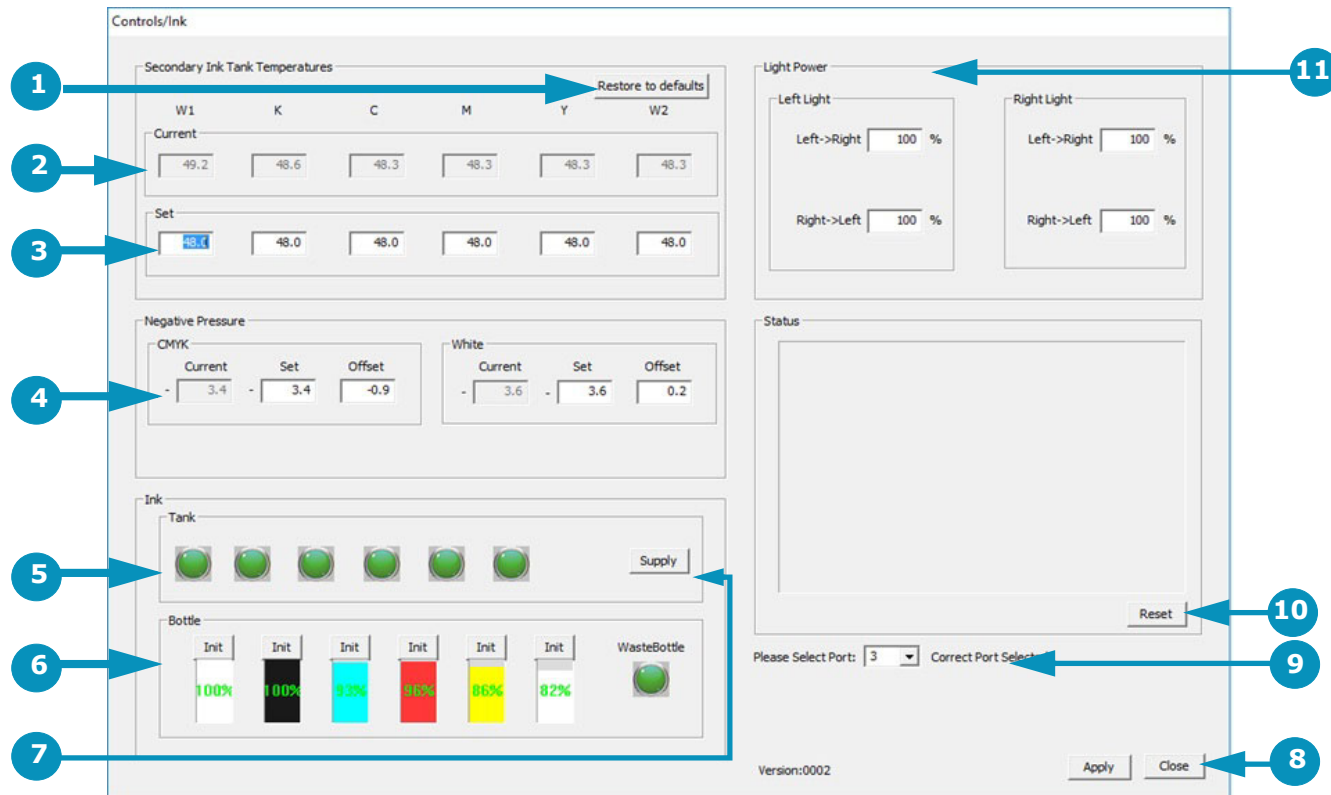 Controls/Ink
1
Secondary Ink Tank Temperatures
Restore to defaults
W1 K C M Y W2
2
Current
49.2 48.6 48.3 48.3 48.3 48.3
3
Set
48.0 48.0 48.0 48.0 48.0 48.0
Negative Pressure
4
CMYK
Current Set Offset
- 3.4 - 3.4 -0.9
White
Current Set Offset
- 3.6 - 3.6 0.2
Ink
5
Tank
Supply
6
Bottle
Init Init Init Init Init Init WasteBottle
100% 100% 93% 96% 86% 82%
7
11
Light Power
Left Light
Left->Right 100 %
Right->Left 100 %
Right Light
Left->Right 100 %
Right->Left 100 %
Status
Reset
10
Please Select Port: 3 Correct Port
9
Version:0002
Apply Close
8